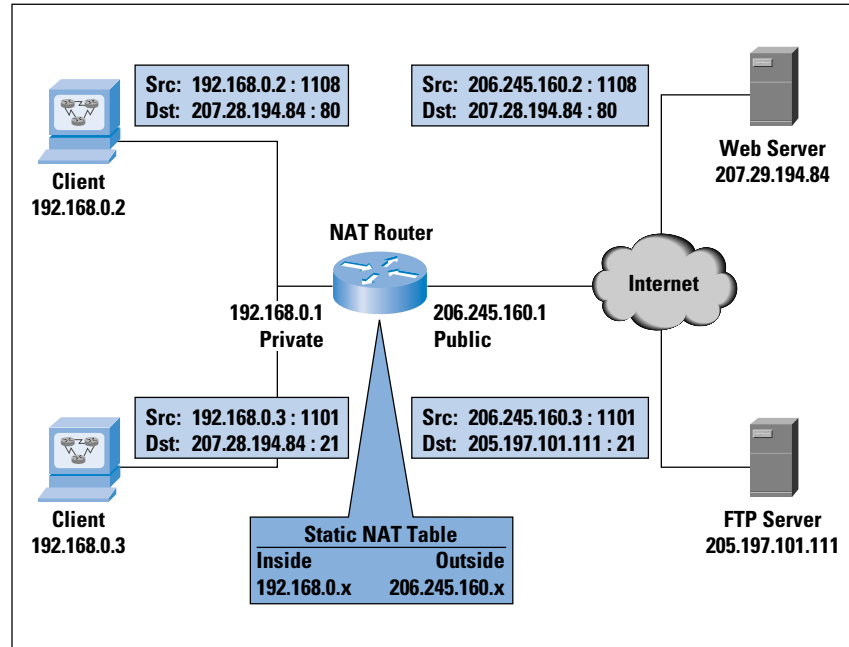 Src: 192.168.0.2 : 1108
Dst: 207.28.194.84 : 80
Src: 206.245.160.2 : 1108
Dst: 207.28.194.84 : 80
Client
192.168.0.2
Web Server
207.29.194.84
NAT Router
Internet
192.168.0.1
Private
206.245.160.1
Public
Src: 192.168.0.3 : 1101
Dst: 207.28.194.84 : 21
Src: 206.245.160.3 : 1101
Dst: 205.197.101.111 : 21
Client
192.168.0.3
FTP Server
205.197.101.111
Static NAT Table
Inside Outside
192.168.0.x 206.245.160.x